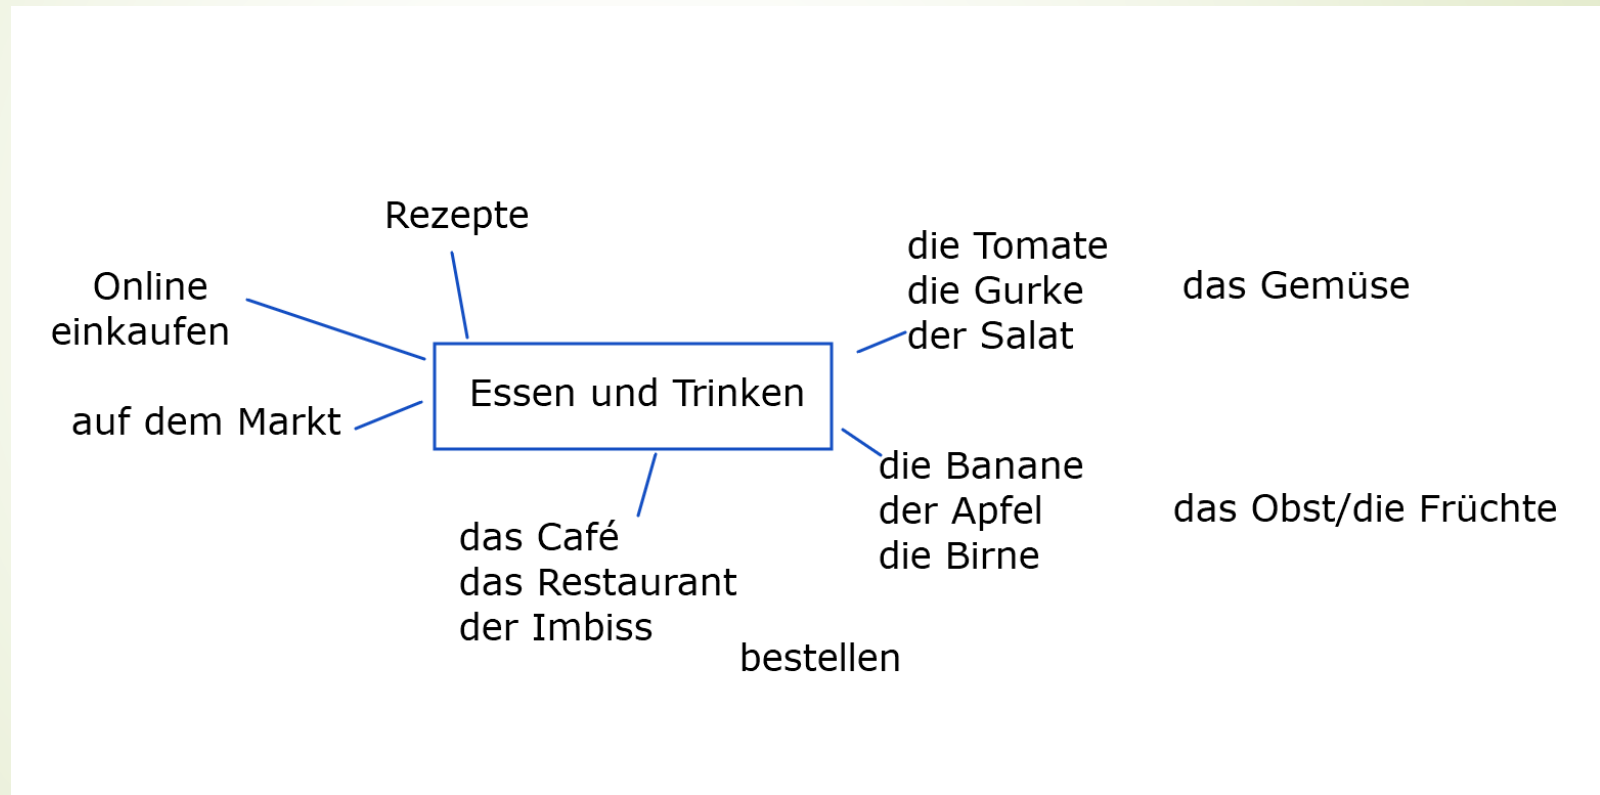 Rezepte
Online
einkaufen
auf dem Markt
Essen und Trinken
die Tomate
die Gurke
der Salat
das Gemüse
die Banane
der Apfel
die Birne
das Obst/die Früchte
das Café
das Restaurant
der Imbiss
bestellen